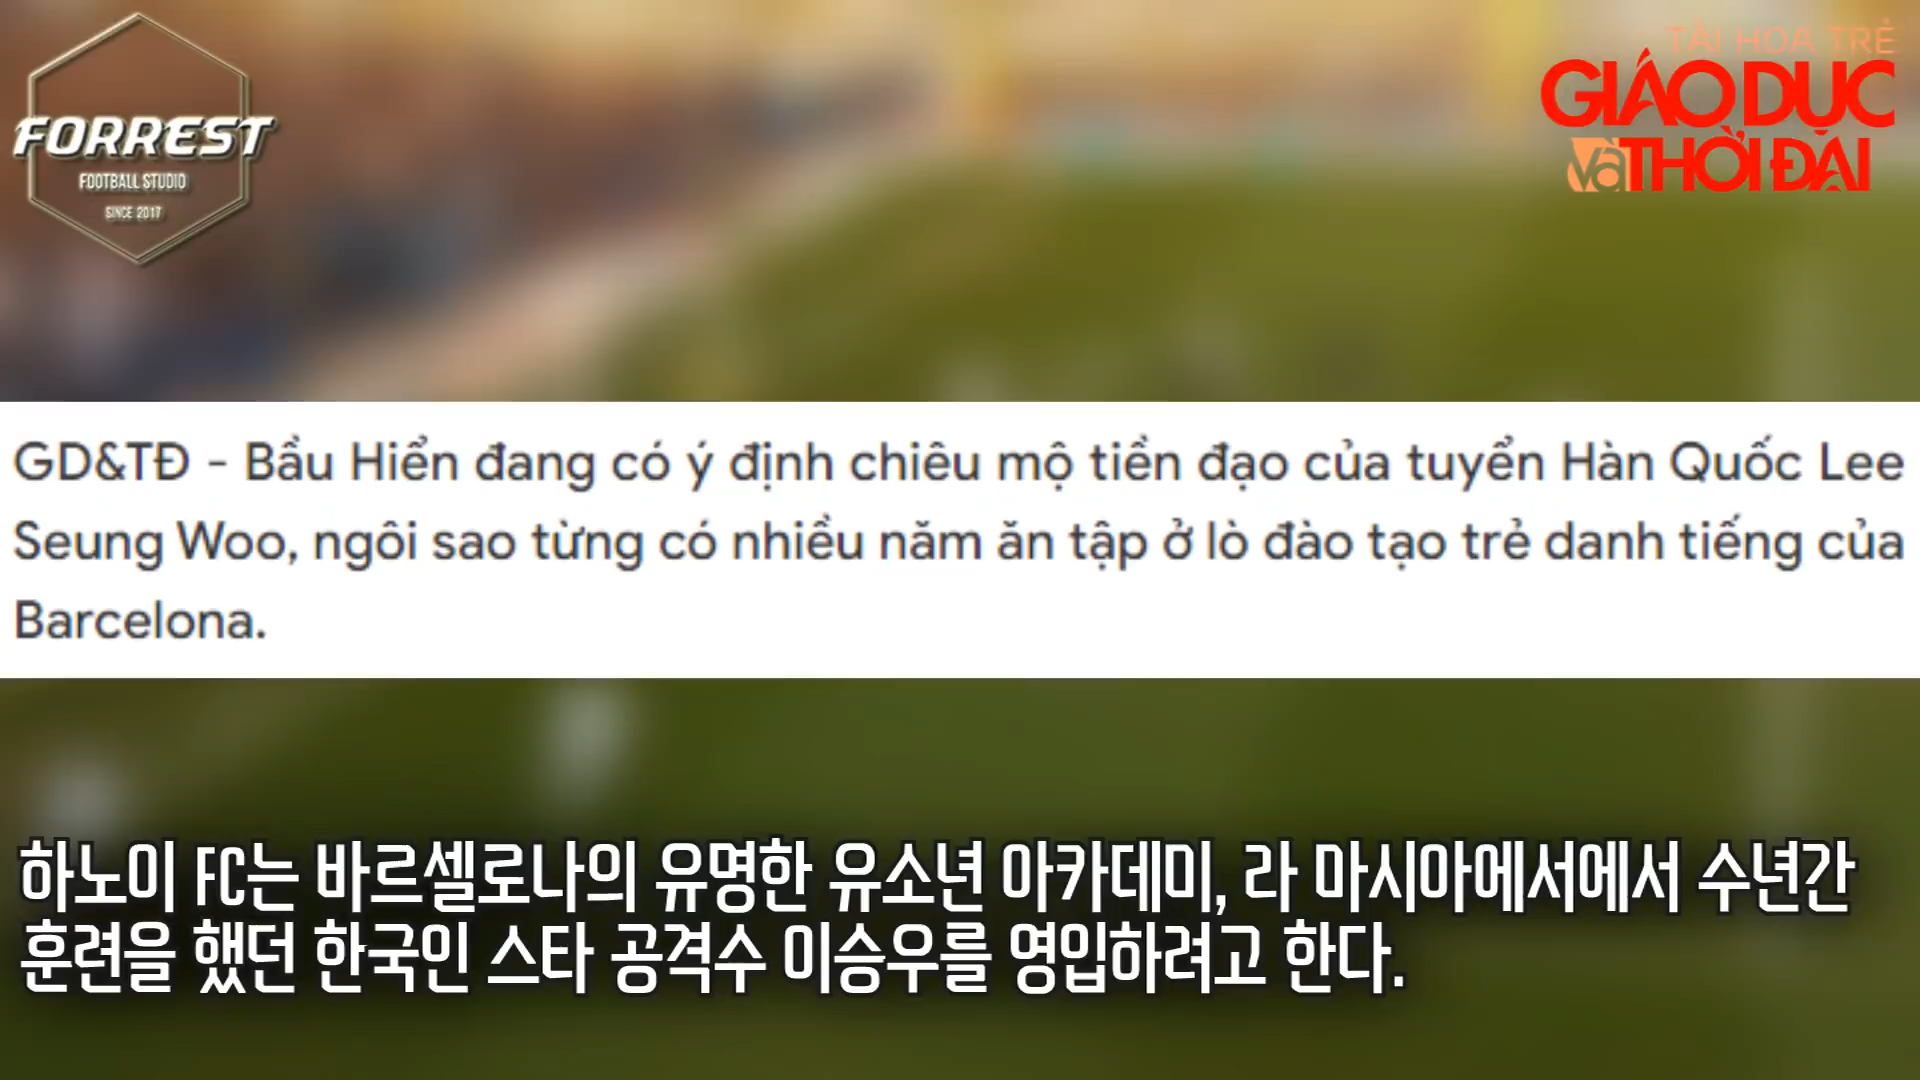 FORREST
FOOTBALL STUDIO
SINCE 2017
TÀI HOA TRẺ
GIÁO DỤC
và THỜI ĐẠI
GD&TĐ - Bầu Hiển đang có ý định chiêu mộ tiền đạo của tuyển Hàn Quốc Lee
Seung Woo, ngôi sao từng có nhiều năm ăn tập ở lò đào tạo trẻ danh tiếng của
Barcelona.
하노이 FC는 바르셀로나의 유명한 유소년 아카데미, 라 마시아에서에서 수년간
훈련을 했던 한국인 스타 공격수 이승우를 영입하려고 한다.